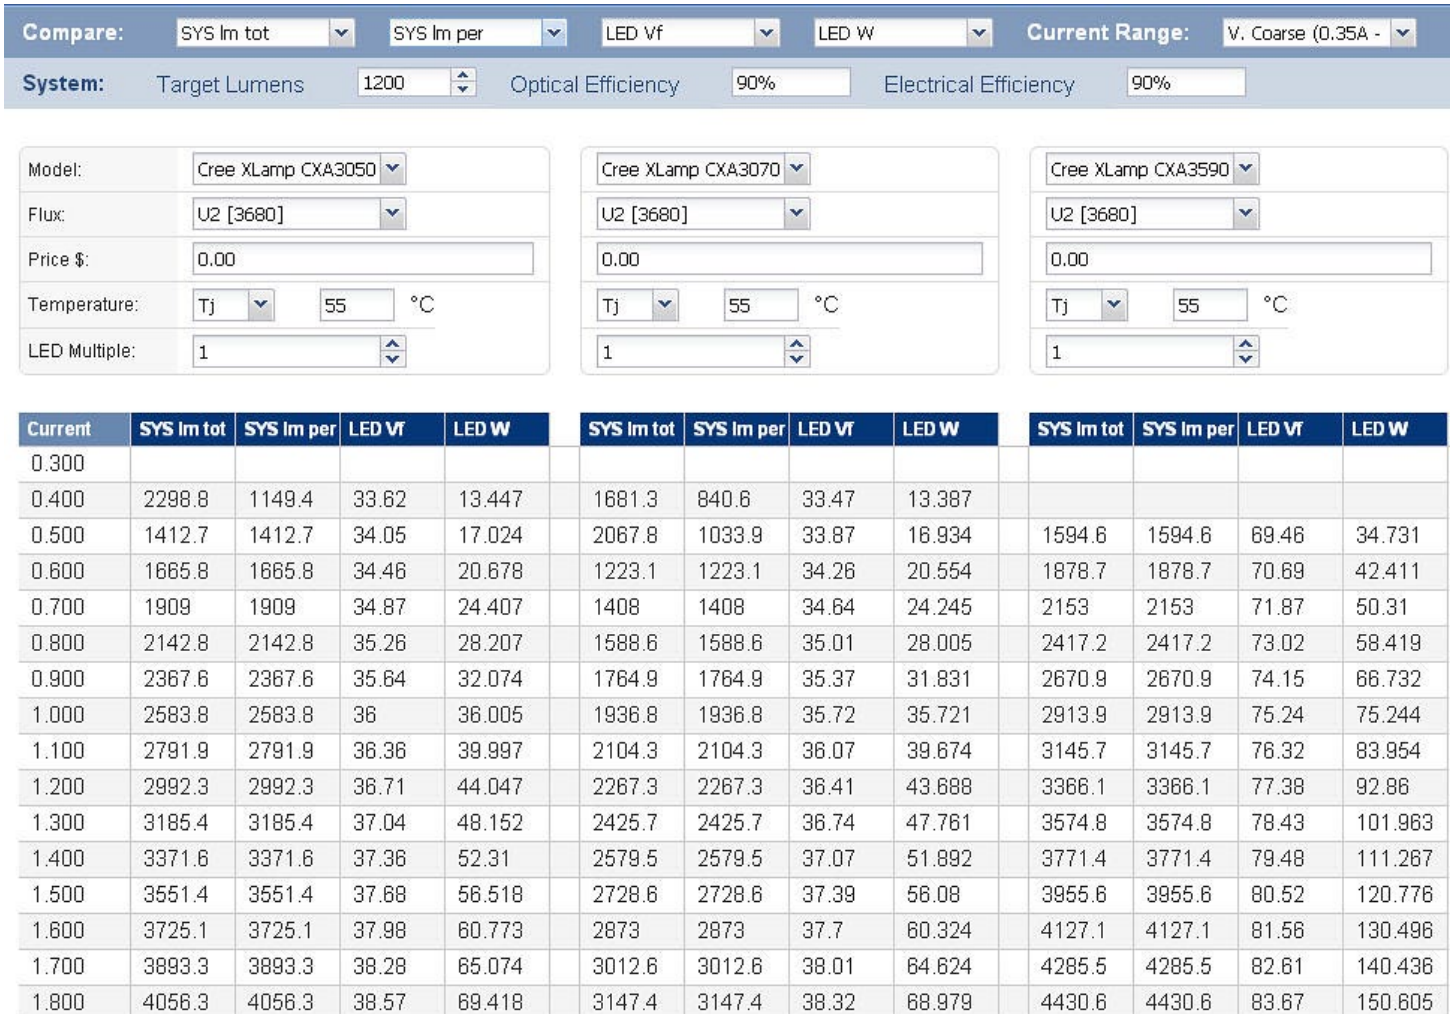 Compare: SYS lm tot SYS lm per LED Vf LED W Current Range: V. Coarse (0.35A -
System: Target Lumens 1200 Optical Efficiency 90% Electrical Efficiency 90%
Model: Cree XLamp CXA3050 Cree XLamp CXA3070 Cree XLamp CXA3590
Flux: U2 [3680] U2 [3680] U2 [3680]
Price $: 0.00 0.00 0.00
Temperature: Tj 55 °C Tj 55 °C Tj 55 °C
LED Multiple: 1 1 1
Current SYS lm tot SYS lm per LED Vf LED W SYS lm tot SYS lm per LED Vf LED W SYS lm tot SYS lm per LED Vf LED W
0.300
0.400 2298.8 1149.4 33.62 13.447 1681.3 840.6 33.47 13.387
0.500 1412.7 1412.7 34.05 17.024 2067.8 1033.9 33.87 16.934 1594.6 1594.6 69.46 34.731
0.600 1665.8 1665.8 34.46 20.678 1223.1 1223.1 34.26 20.554 1878.7 1878.7 70.69 42.411
0.700 1909 1909 34.87 24.407 1408 1408 34.64 24.245 2153 2153 71.87 50.31
0.800 2142.8 2142.8 35.26 28.207 1588.6 1588.6 35.01 28.005 2417.2 2417.2 73.02 58.419
0.900 2367.6 2367.6 35.64 32.074 1764.9 1764.9 35.37 31.831 2670.9 2670.9 74.15 66.732
1.000 2583.8 2583.8 36 36.005 1936.8 1936.8 35.72 35.721 2913.9 2913.9 75.24 75.244
1.100 2791.9 2791.9 36.36 39.997 2104.3 2104.3 36.07 39.674 3145.7 3145.7 76.32 83.954
1.200 2992.3 2992.3 36.71 44.047 2267.3 2267.3 36.41 43.688 3366.1 3366.1 77.38 92.86
1.300 3185.4 3185.4 37.04 48.152 2425.7 2425.7 36.74 47.761 3574.8 3574.8 78.43 101.963
1.400 3371.6 3371.6 37.36 52.31 2579.5 2579.5 37.07 51.892 3771.4 3771.4 79.48 111.267
1.500 3551.4 3551.4 37.68 56.518 2728.6 2728.6 37.39 56.08 3955.6 3955.6 80.52 120.776
1.600 3725.1 3725.1 37.98 60.773 2873 2873 37.7 60.324 4127.1 4127.1 81.56 130.496
1.700 3893.3 3893.3 38.28 65.074 3012.6 3012.6 38.01 64.624 4285.5 4285.5 82.61 140.436
1.800 4056.3 4056.3 38.57 69.418 3147.4 3147.4 38.32 68.979 4430.6 4430.6 83.67 150.605